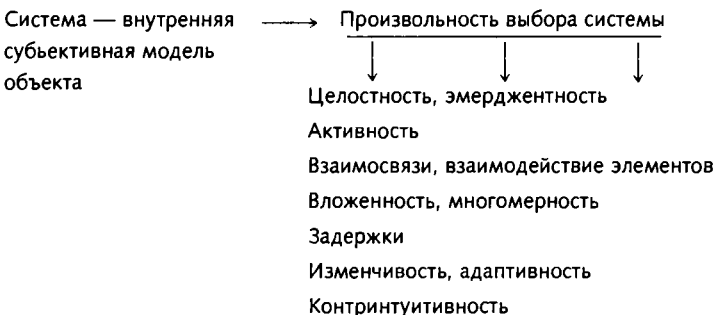 Система — внутренняя
субьективная модель
объекта
Произвольность выбора системы
Целостность, эмерджентность
Активность
Взаимосвязи, взаимодействие элементов
Вложенность, многомерность
Задержки
Изменчивость, адаптивность
Контринтуитивность